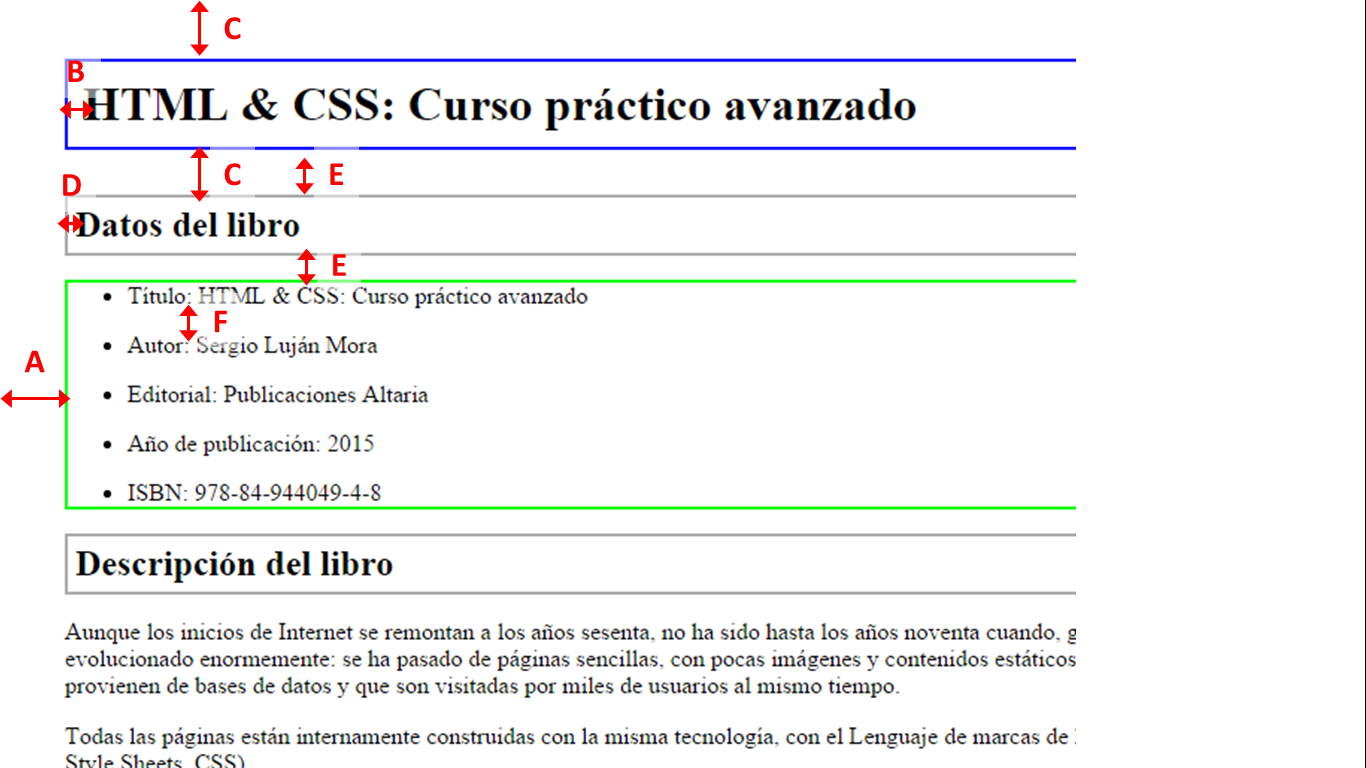 C
B
HTML & CSS: Curso práctico avanzado
C E
D
Datos del libro
E
• Título: HTML & CSS: Curso práctico avanzado
F
• Autor: Sergio Luján Mora
A
• Editorial: Publicaciones Altaria
• Año de publicación: 2015
• ISBN: 978-84-944049-4-8
Descripción del libro
Aunque los inicios de Internet se remontan a los años sesenta, no ha sido hasta los años noventa cuando, g
evolucionado enormemente: se ha pasado de páginas sencillas, con pocas imágenes y contenidos estáticos
provienen de bases de datos y que son visitadas por miles de usuarios al mismo tiempo.
Todas las páginas están internamente construidas con la misma tecnología, con el Lenguaje de marcas de
Style Sheets, CSS)